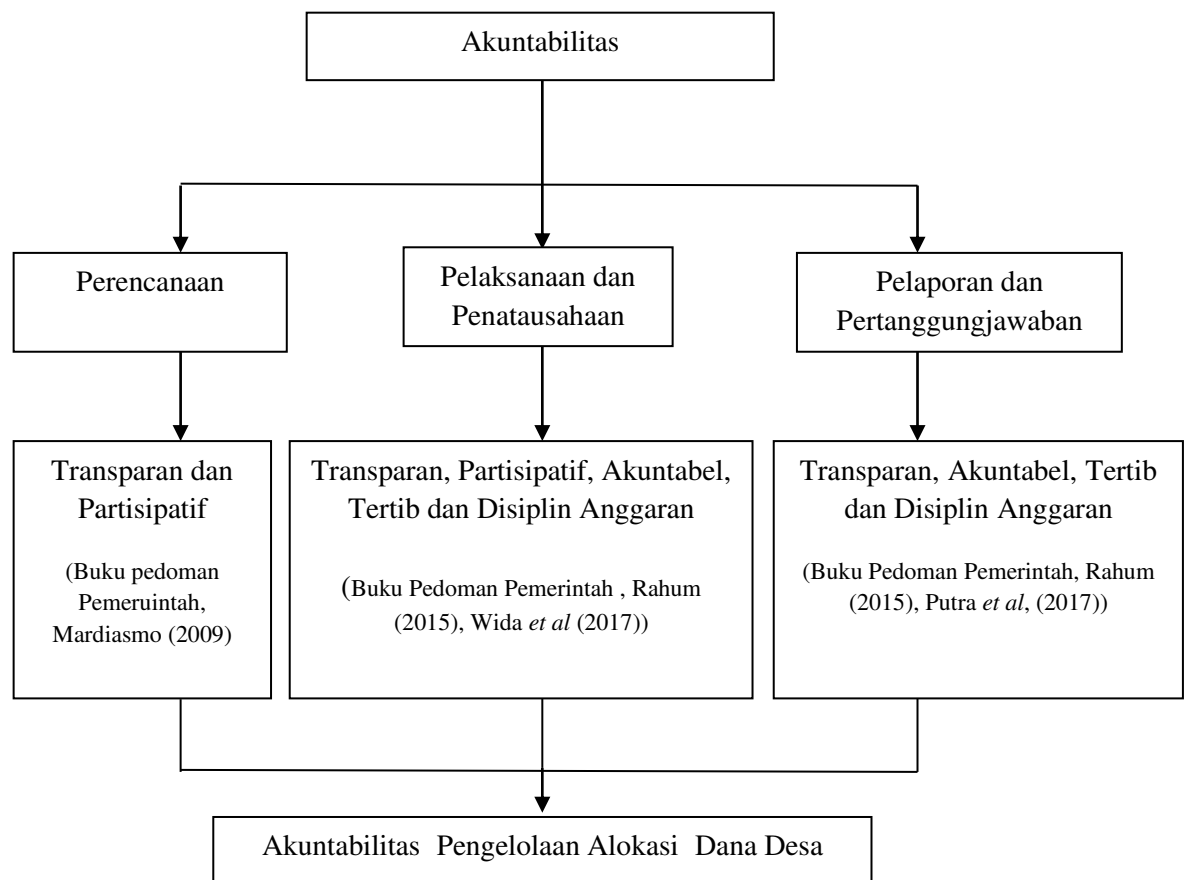 Akuntabilitas
Perencanaan
Pelaksanaan dan
Penatausahaan
Pelaporan dan
Pertanggungjawaban
Transparan dan
Partisipatif
(Buku pedoman
Pemeruintah,
Mardiasmo (2009)
Transparan, Partisipatif, Akuntabel,
Tertib dan Disiplin Anggaran
(Buku Pedoman Pemerintah , Rahum
(2015), Wida et al (2017))
Transparan, Akuntabel, Tertib
dan Disiplin Anggaran
(Buku Pedoman Pemerintah, Rahum
(2015), Putra et al, (2017))
Akuntabilitas Pengelolaan Alokasi Dana Desa